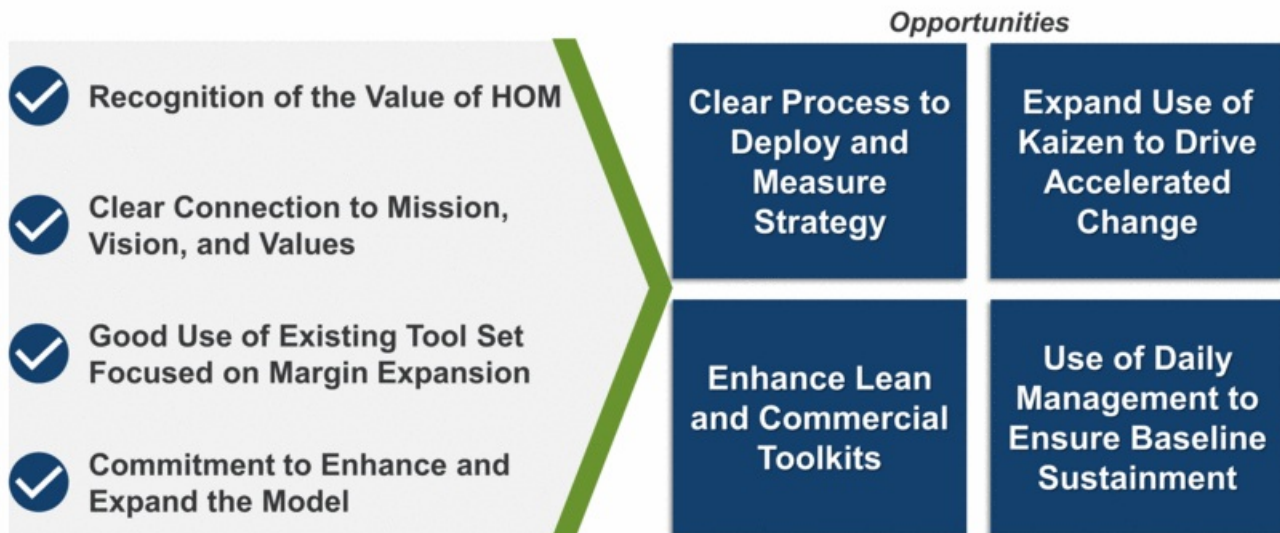 Opportunities
Recognition of the Value of HOM
Clear Connection to Mission,
Vision, and Values
Good Use of Existing Tool Set
Focused on Margin Expansion
Commitment to Enhance and
Expand the Model
Clear Process to
Deploy and
Measure
Strategy
Expand Use of
Kaizen to Drive
Accelerated
Change
Enhance Lean
and Commercial
Toolkits
Use of Daily
Management to
Ensure Baseline
Sustainment